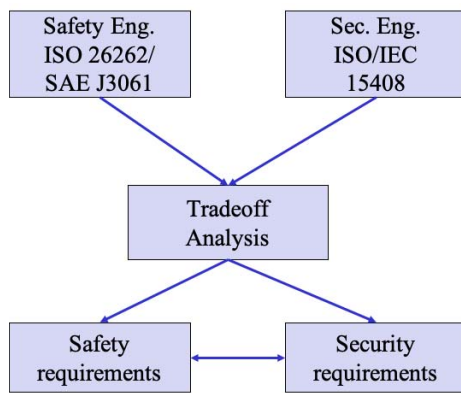 Safety Eng.
ISO 26262/
SAE J3061
Sec. Eng.
ISO/IEC
15408
Tradeoff
Analysis
Safety
requirements
Security
requirements